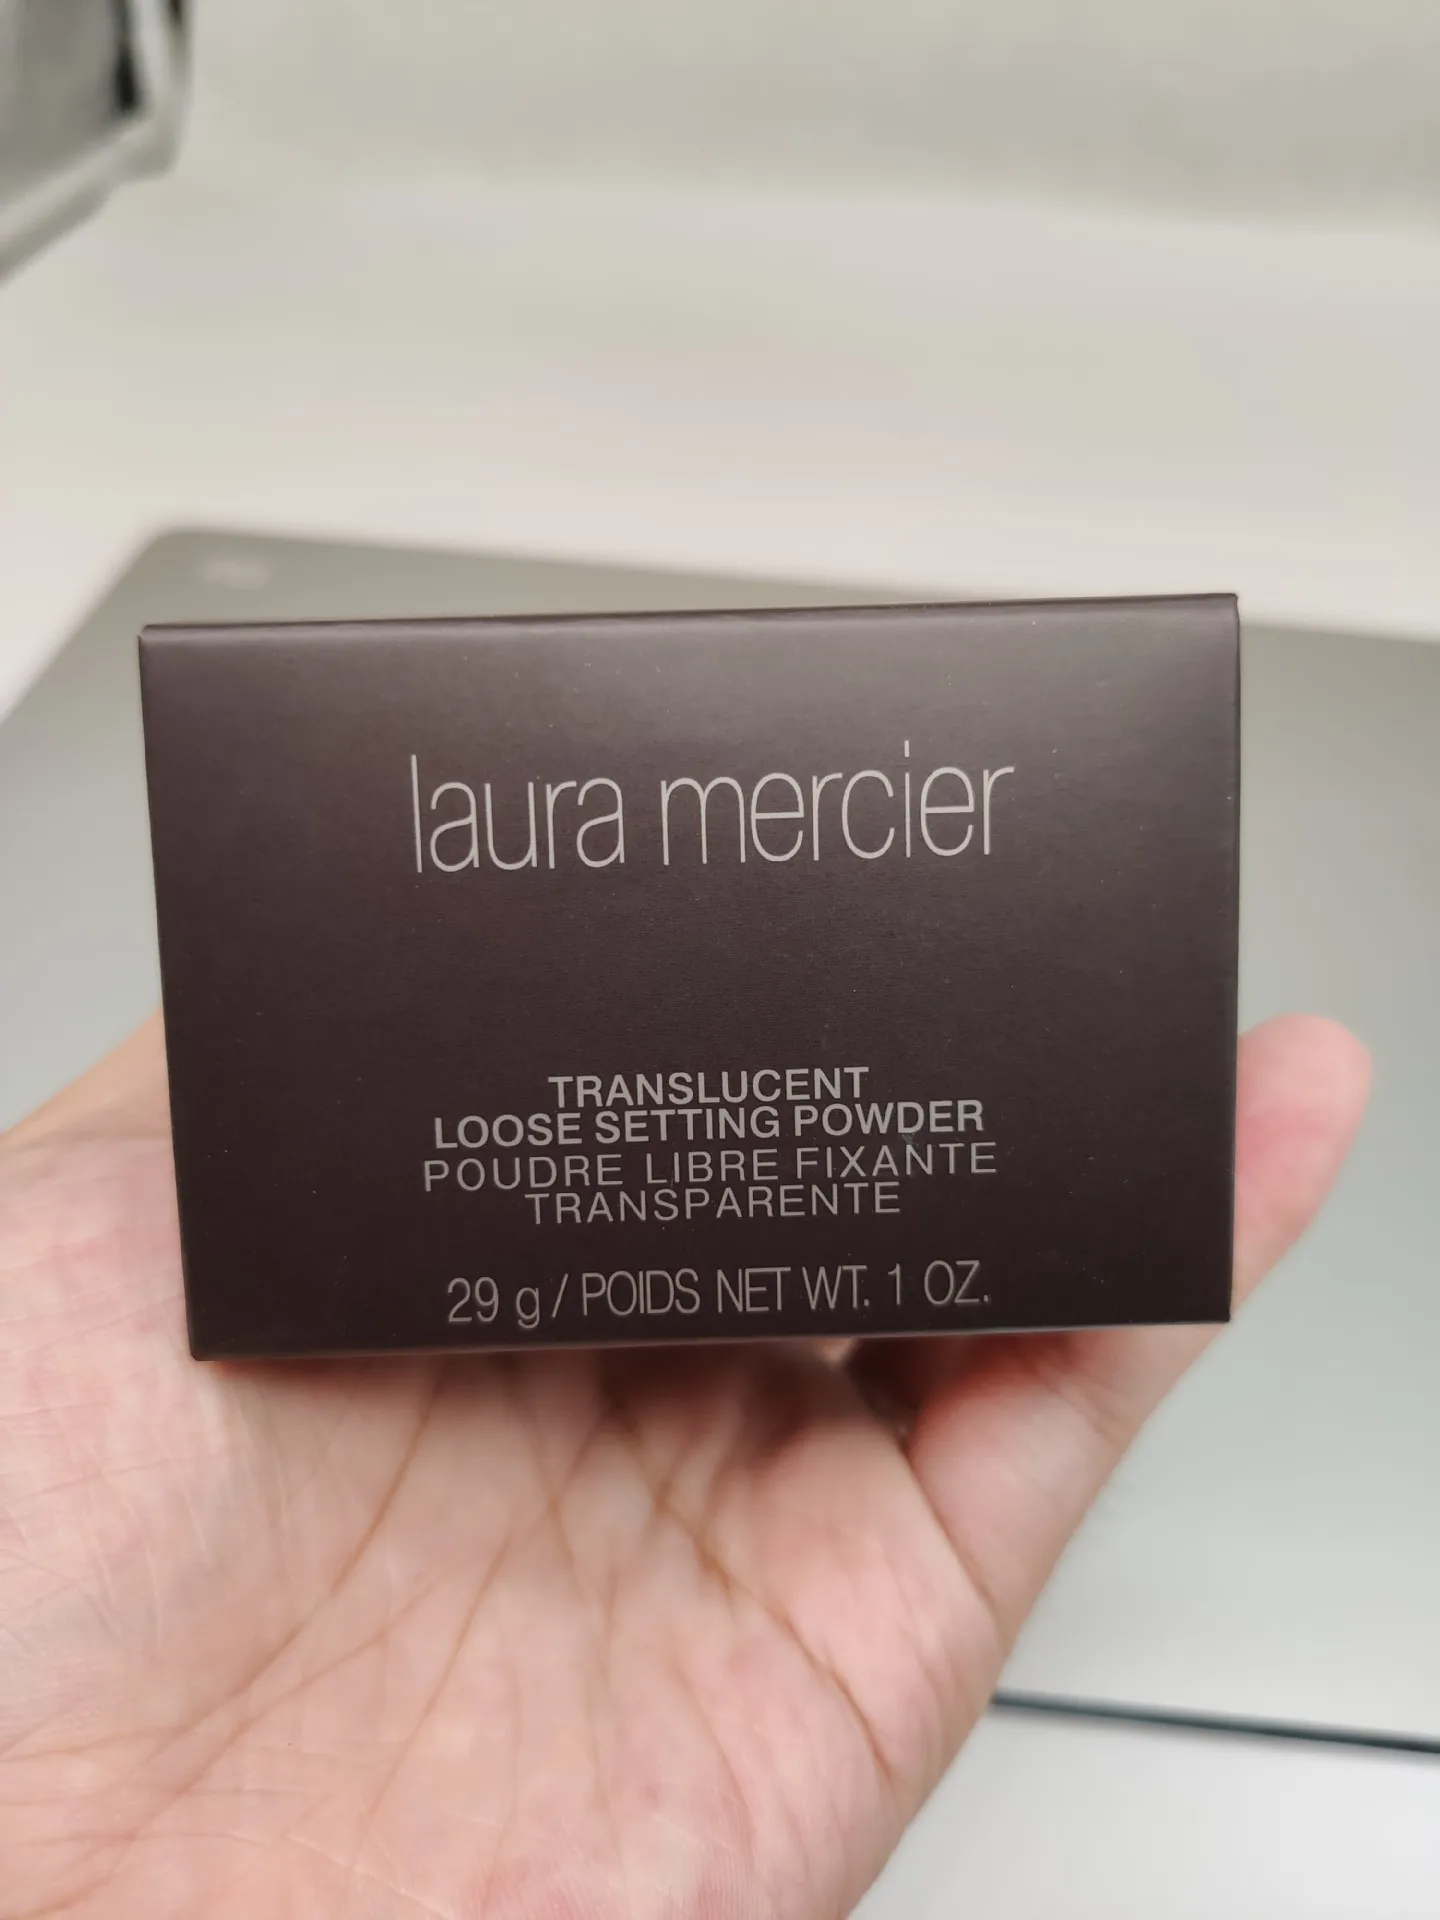 laura mercier
TRANSLUCENT
LOOSE SETTING POWDER
POUDRE LIBRE FIXANTE
TRANSPARENTE
29 g / POIDS NET WT. 1 OZ.